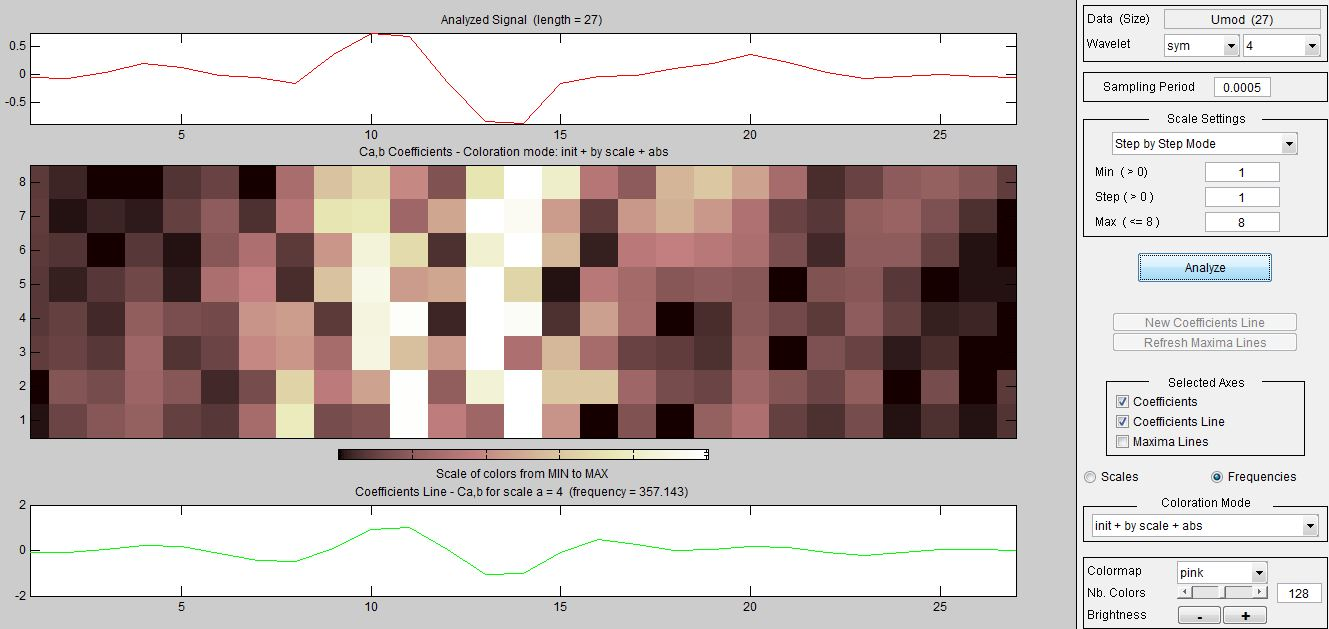 Analyzed Signal (length = 27)
0.5
0
-0.5
5 10 15 20 25
Ca,b Coefficients - Coloration mode: init + by scale + abs
8
7
6
5
4
3
2
1
Scale of colors from MIN to MAX
Coefficients Line - Ca,b for scale a = 4 (frequency = 357.143)
2
0
-2
5 10 15 20 25
Data (Size) Umod (27)
Wavelet sym 4
Sampling Period 0.0005
Scale Settings
Step by Step Mode
Min ( > 0) 1
Step ( > 0 ) 1
Max ( <= 8 ) 8
Analyze
New Coefficients Line
Refresh Maxima Lines
Selected Axes
Coefficients
Coefficients Line
Maxima Lines
Scales Frequencies
Coloration Mode
init + by scale + abs
Colormap pink
Nb. Colors 128
Brightness - +